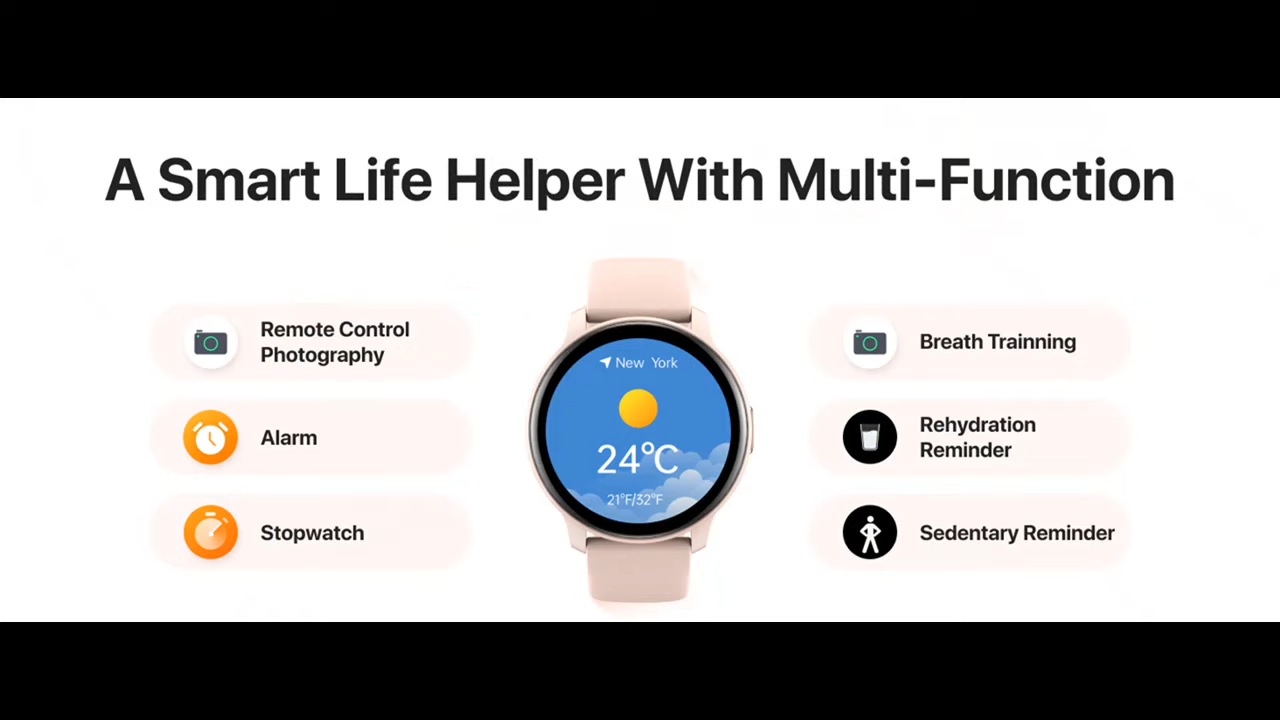 A Smart Life Helper With Multi-Function
Remote Control
Photography
Alarm
Stopwatch
New York
24°C
21°F/32°F
Breath Trainning
Rehydration
Reminder
Sedentary Reminder